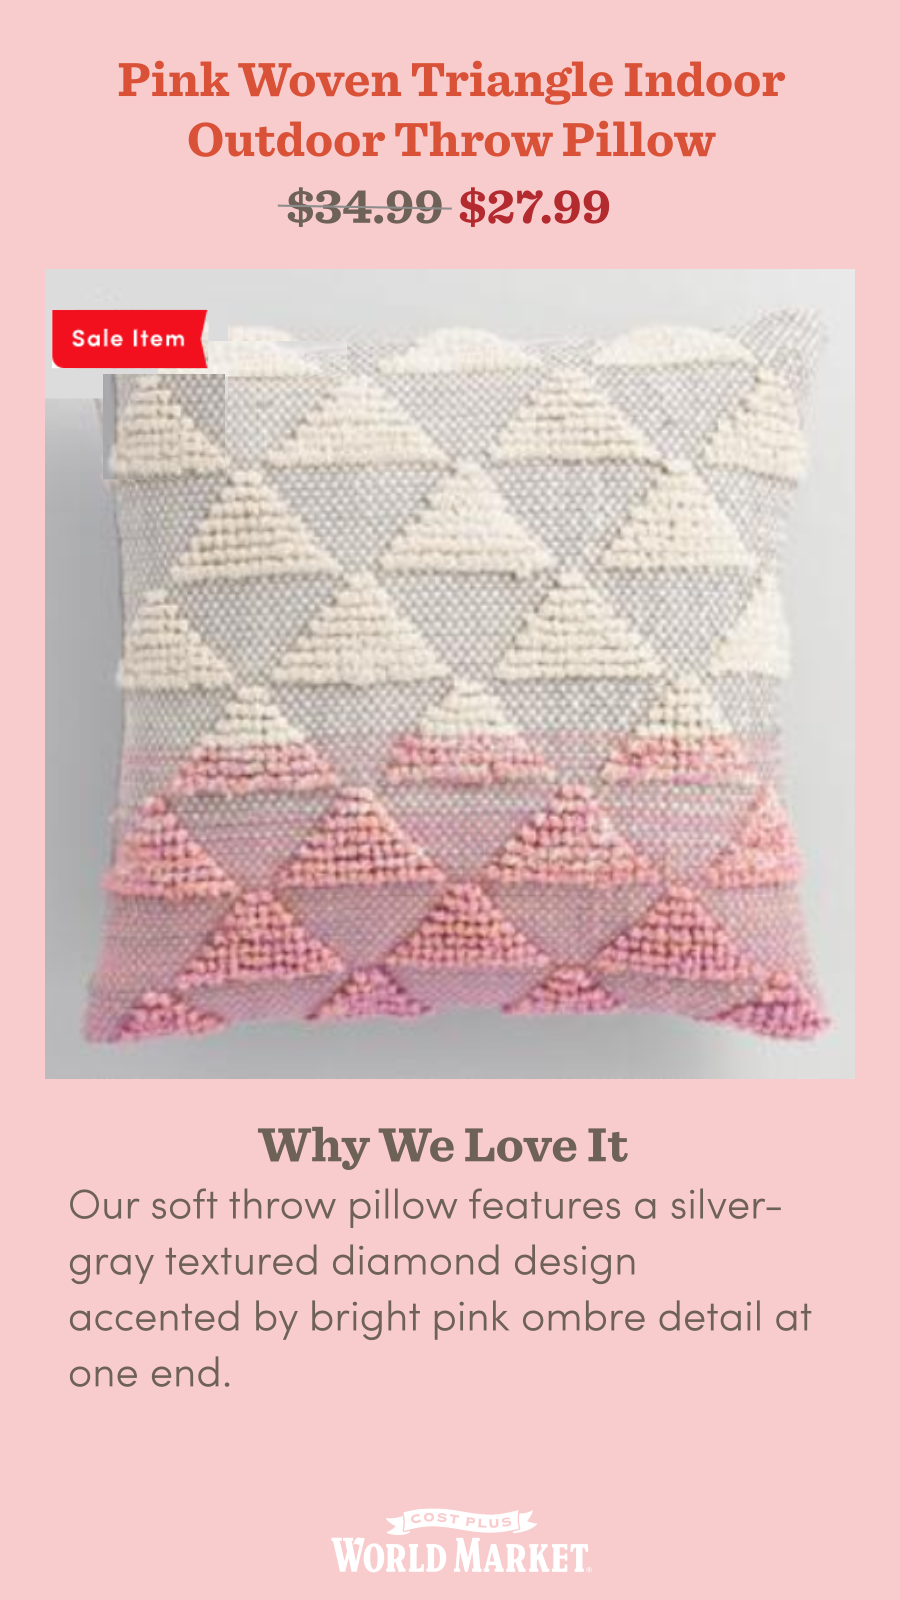 Pink Woven Triangle Indoor
Outdoor Throw Pillow
$34.99 $27.99
Sale Item
Why We Love It
Our soft throw pillow features a silver-
gray textured diamond design
accented by bright pink ombre detail at
one end.
COST PLUS
WORLD MARKET®